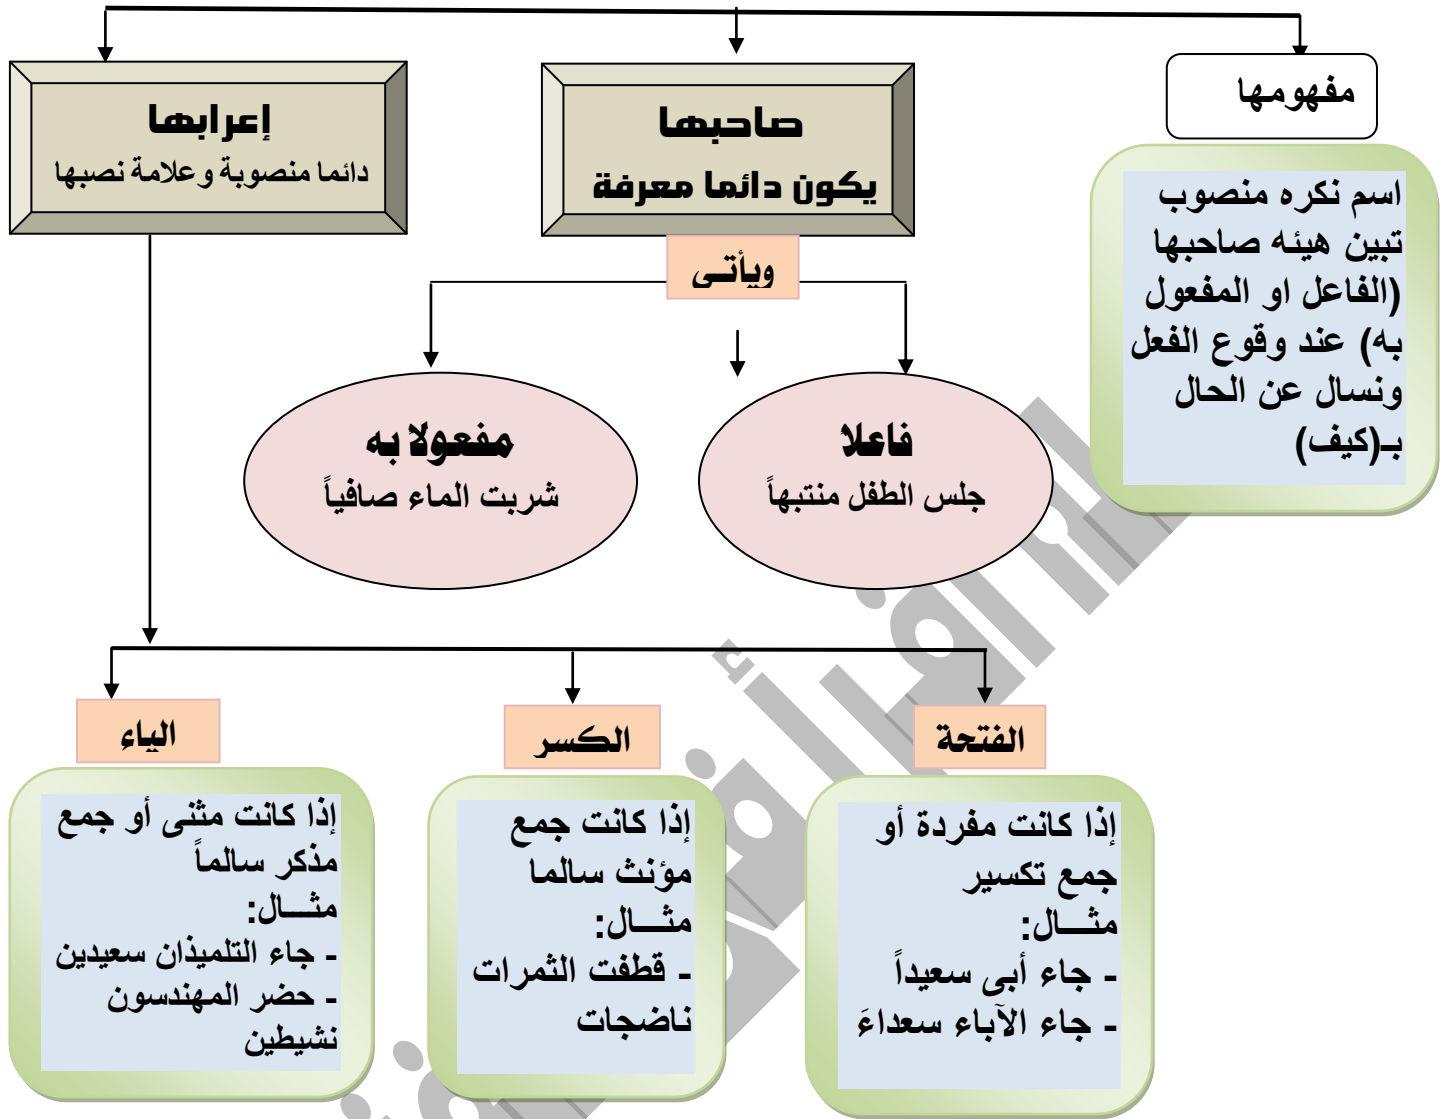 مفهومها
اسم نكره منصوب
تبين هيئه صاحبها
(الفاعل او المفعول
به) عند وقوع الفعل
ونسال عن الحال
بـ(كيف)
صاحبها
يكون دائما معرفة
ويأتـى
فاعلا
جلس الطفل منتبهاً
مفعولا به
شربت الماء صافياً
إعرابها
دائما منصوبة وعلامة نصبها
الفتحة
إذا كانت مفردة أو
جمع تكسير
مثــال:
- جاء أبى سعيداً
- جاء الآباء سعداءَ
الكسر
إذا كانت جمع
مؤنث سالما
مثــال:
- قطفت الثمرات
ناضجات
الياء
إذا كانت مثنى أو جمع
مذكر سالماً
مثــال:
- جاء التلميذان سعيدين
- حضر المهندسون
نشيطين